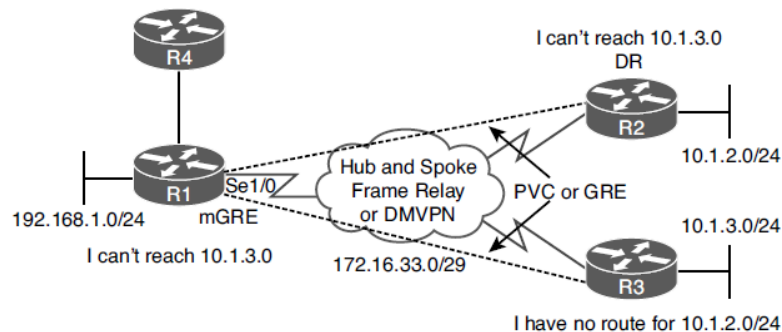 I can't reach 10.1.3.0
DR
R4
R2
Hub and Spoke
Frame Relay
or DMVPN
PVC or GRE
10.1.2.0/24
R1
Se1/0
mGRE
192.168.1.0/24
10.1.3.0/24
I can't reach 10.1.3.0
172.16.33.0/29
R3
I have no route for 10.1.2.0/24